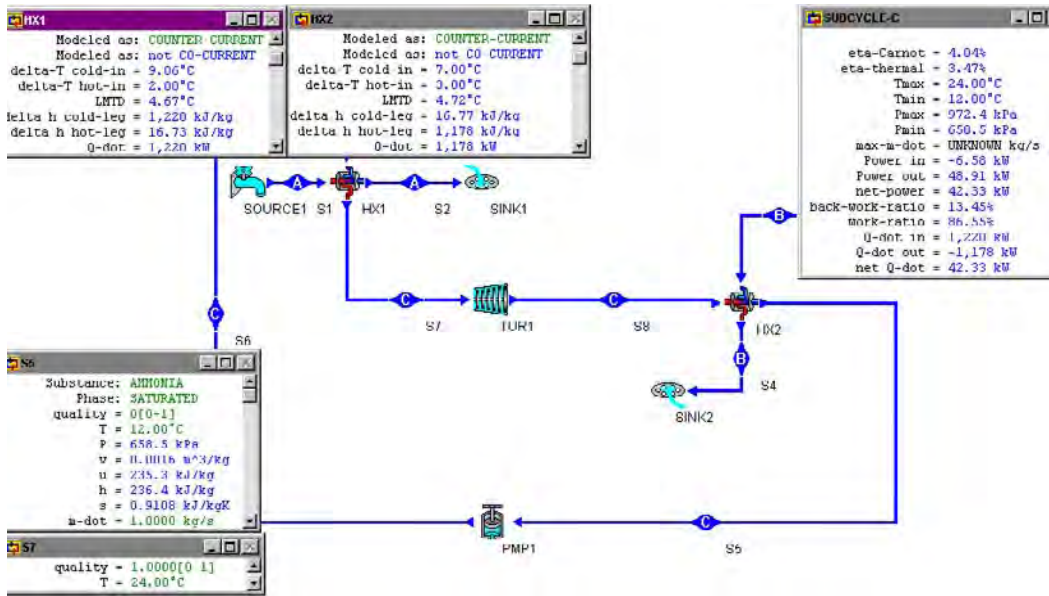 HX1
Modeled as: COUNTER-CURRENT
Modeled as: not CO-CURRENT
delta-T cold-in = 9.06°C
delta-T hot-in = 2.00°C
LMTD = 4.67°C
delta h cold-leg = 1,220 kJ/kg
delta h hot-leg = 16.73 kJ/kg
Q-dot = 1,220 kW
HX2
Modeled as: COUNTER-CURRENT
Modeled as: not CO-CURRENT
delta-T cold-in = 7.00°C
delta-T hot-in = 3.00°C
LMTD = 4.72°C
delta h cold-leg = 16.77 kJ/kg
delta h hot-leg = 1,178 kJ/kg
Q-dot = 1,178 kW
SUBCYCLE-C
eta-Carnot = 4.04%
eta-thermal = 3.47%
Tmax = 24.00°C
Tmin = 12.00°C
Pmax = 972.4 kPa
Pmin = 658.5 kPa
max-m-dot = UNKNOWN kg/s
Power in = -6.58 kW
Power out = 48.91 kW
net-power = 42.33 kW
back-work-ratio = 13.45%
work-ratio = 86.55%
Q-dot in = 1,220 kW
Q-dot out = -1,178 kW
net Q-dot = 42.33 kW
A
A
SOURCE1
S1
HX1
S2
SINK1
B
C
C
C
S7
TUR1
S8
HX2
S6
B
S4
SINK2
S5
Substance: AMMONIA
Phase: SATURATED
quality = 0[0-1]
T = 12.00°C
P = 658.5 kPa
v = 0.0016 m^3/kg
u = 235.3 kJ/kg
h = 236.4 kJ/kg
s = 0.9108 kJ/kgK
m-dot = 1.0000 kg/s
C
PMP1
S5
S7
quality = 1.0000[0-1]
T = 24.00°C